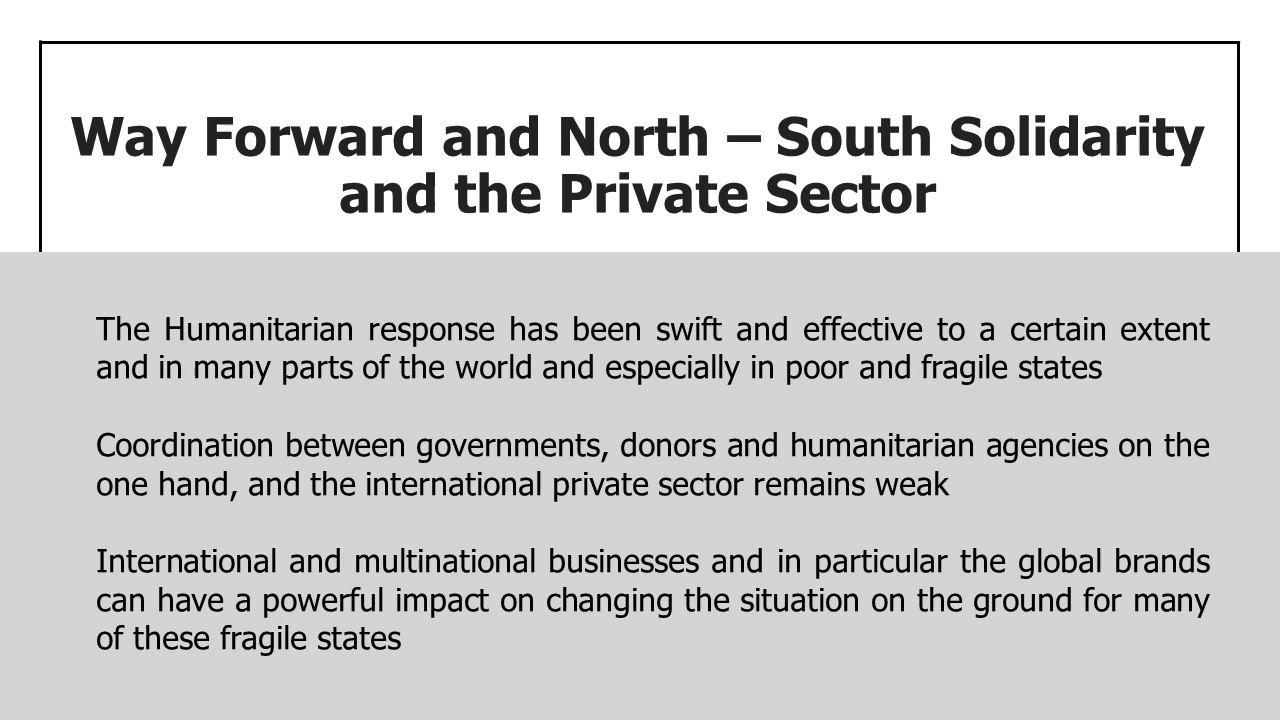 Way Forward and North – South Solidarity
and the Private Sector
The Humanitarian response has been swift and effective to a certain extent
and in many parts of the world and especially in poor and fragile states
Coordination between governments, donors and humanitarian agencies on the
one hand, and the international private sector remains weak
International and multinational businesses and in particular the global brands
can have a powerful impact on changing the situation on the ground for many
of these fragile states